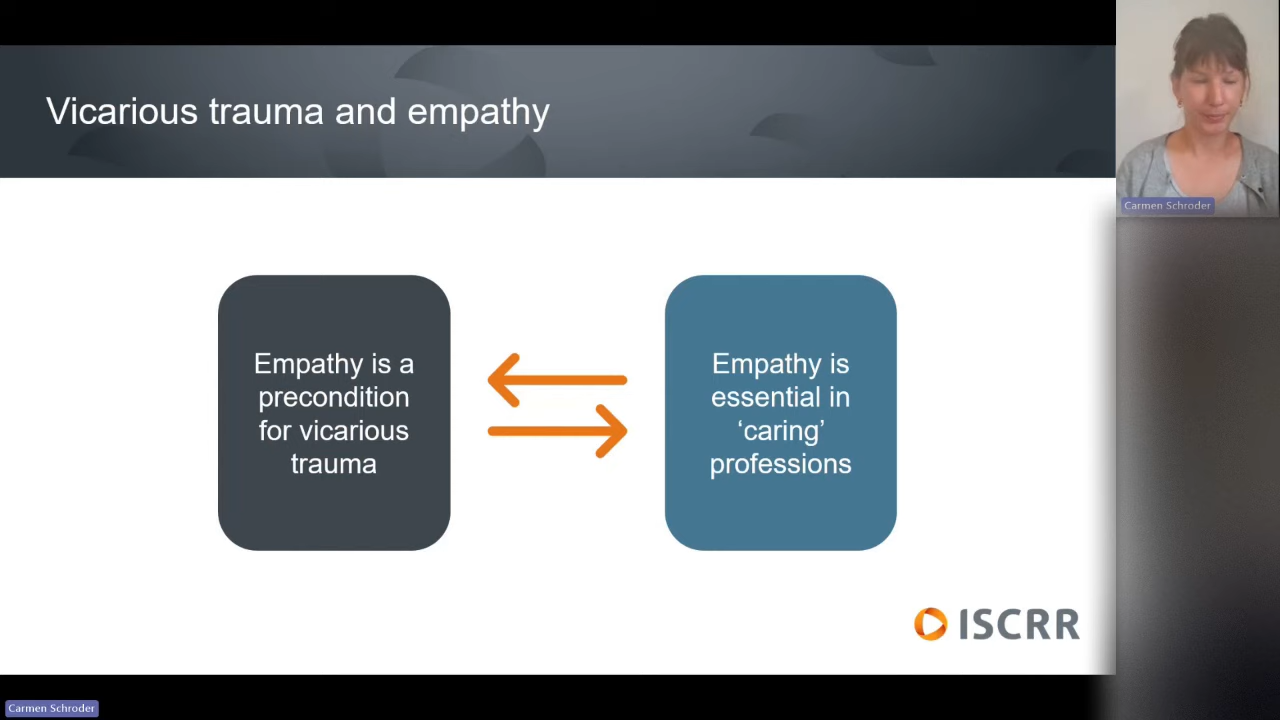 Vicarious trauma and empathy
Empathy is a
precondition
for vicarious
trauma
Empathy is
essential in
‘caring’
professions
ISCRR
Carmen Schroder
Carmen Schroder